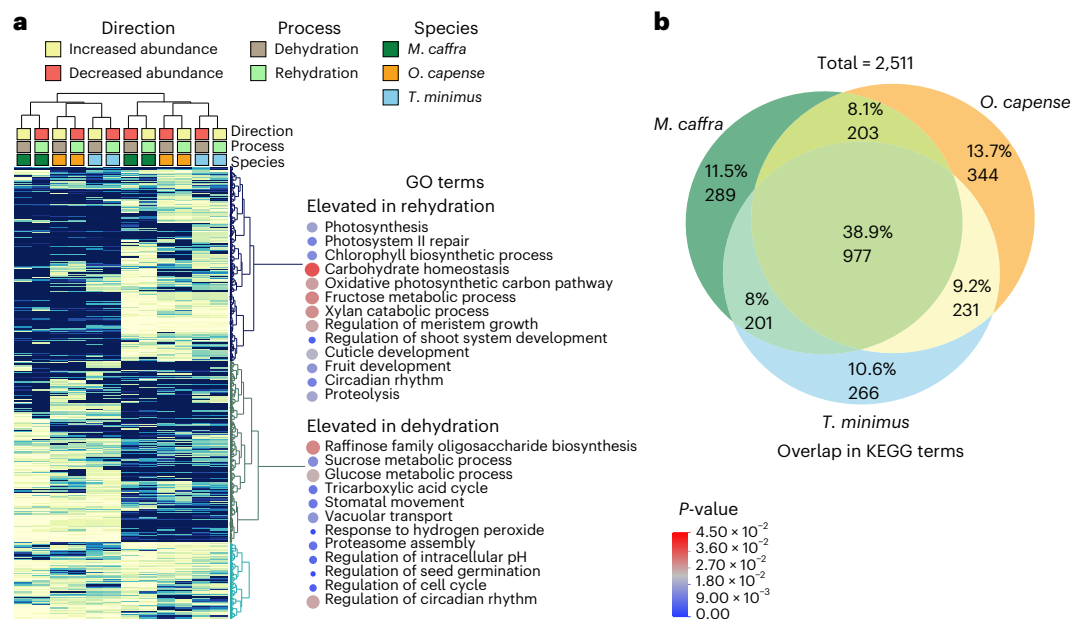 a
Direction
Increased abundance
Decreased abundance
Process
Dehydration
Rehydration
Species
M. caffra
O. capense
T. minimus
Direction
Process
Species
GO terms
Elevated in rehydration
Photosynthesis
Photosystem II repair
Chlorophyll biosynthetic process
Carbohydrate homeostasis
Oxidative photosynthetic carbon pathway
Fructose metabolic process
Xylan catabolic process
Regulation of meristem growth
Regulation of shoot system development
Cuticle development
Fruit development
Circadian rhythm
Proteolysis
Elevated in dehydration
Raffinose family oligosaccharide biosynthesis
Sucrose metabolic process
Glucose metabolic process
Tricarboxylic acid cycle
Stomatal movement
Vacuolar transport
Response to hydrogen peroxide
Proteasome assembly
Regulation of intracellular pH
Regulation of seed germination
Regulation of cell cycle
Regulation of circadian rhythm
b
Total = 2,511
M. caffra
O. capense
8.1%
203
11.5%
289
13.7%
344
38.9%
977
8%
201
9.2%
231
10.6%
266
T. minimus
Overlap in KEGG terms
P-value
4.50 × 10⁻²
3.60 × 10⁻²
2.70 × 10⁻²
1.80 × 10⁻²
9.00 × 10⁻³
0.00